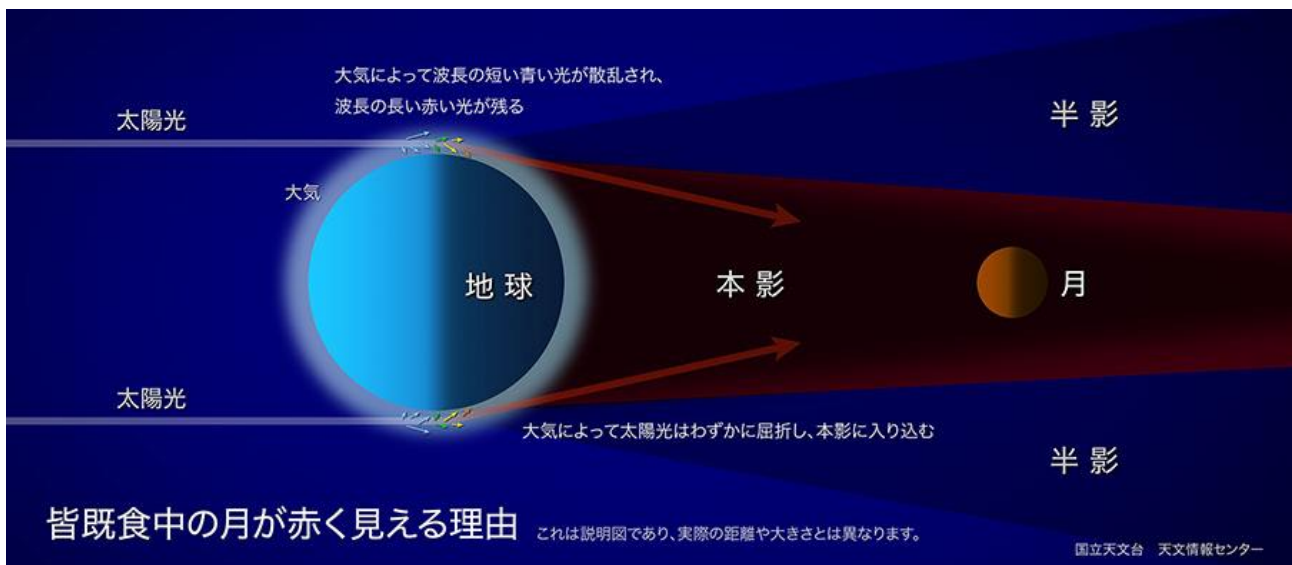 大気によって波長の短い青い光が散乱され、
波長の長い赤い光が残る
太陽光
半影
大気
地球
本影
月
太陽光
大気によって太陽光はわずかに屈折し、本影に入り込む
半影
皆既食中の月が赤く見える理由
これは説明図であり、実際の距離や大きさとは異なります。
国立天文台 天文情報センター